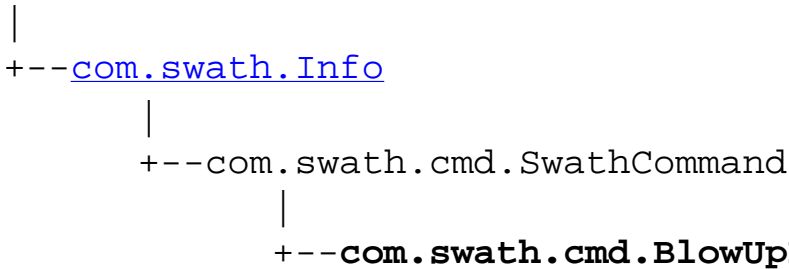 |
+--com.swath.Info
|
+--com.swath.cmd.SwathCommand
|
+--com.swath.cmd.BlowUp